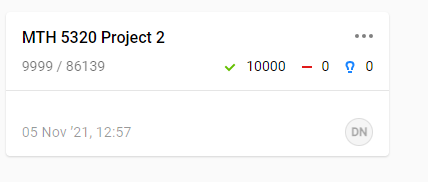 MTH 5320 Project 2
9999 / 86139 10000 0 0
05 Nov '21, 12:57 DN